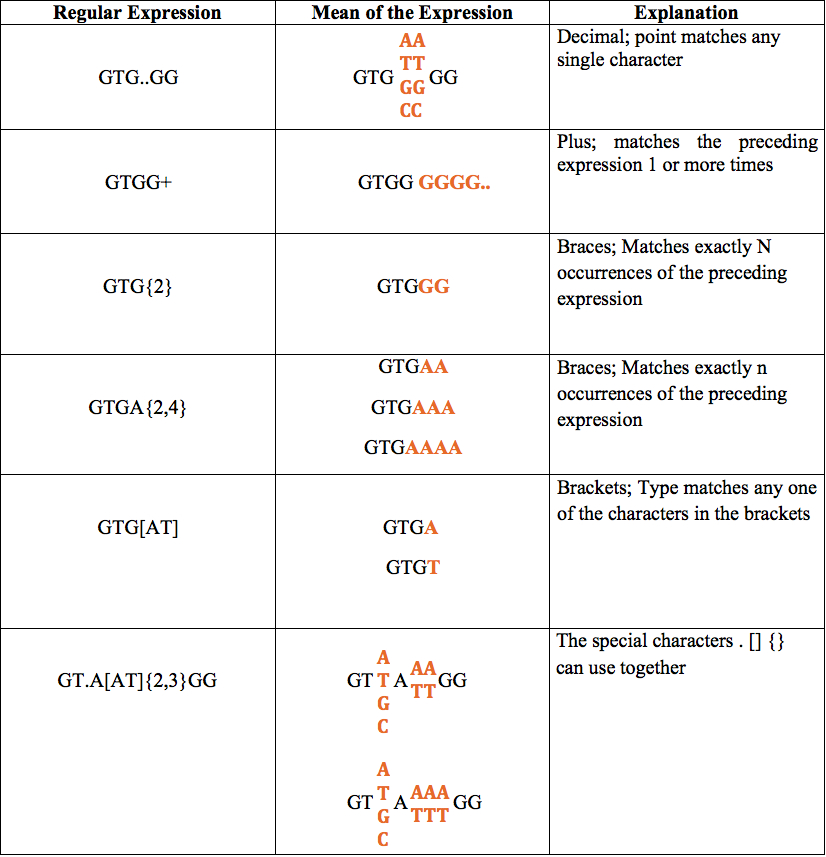 Regular Expression Mean of the Expression Explanation
GTG..GG
AA
TT
GTG GG
GG
CC
Decimal; point matches any
single character
GTGG+
GTGG GGGG..
Plus; matches the preceding
expression 1 or more times
GTG{2}
GTGGG
Braces; Matches exactly N
occurrences of the preceding
expression
GTGA{2,4}
GTGAA
GTGAAA
GTGAAAA
Braces; Matches exactly n
occurrences of the preceding
expression
GTG[AT]
GTGA
GTGT
Brackets; Type matches any one
of the characters in the brackets
GT.A[AT]{2,3}GG
A
AA
GT T A GG
TT
G
C
A
AAA
GT T A GG
TTT
G
C
The special characters . [] {}
can use together